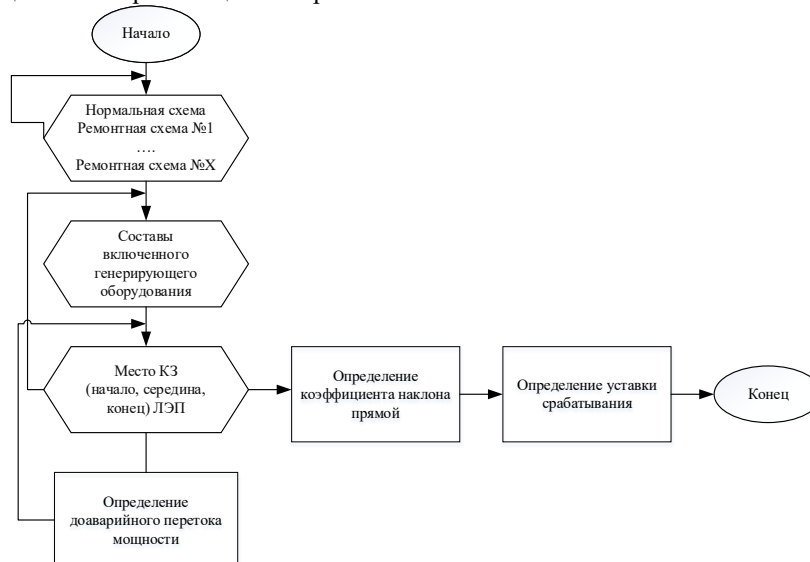 Начало
Нормальная схема
Ремонтная схема №1
….
Ремонтная схема №X
Составы
включенного
генерирующего
оборудования
Место КЗ
(начало, середина,
конец) ЛЭП
Определение
коэффициента наклона
прямой
Определение уставки
срабатывания
Конец
Определение
доаварийного перетока
мощности